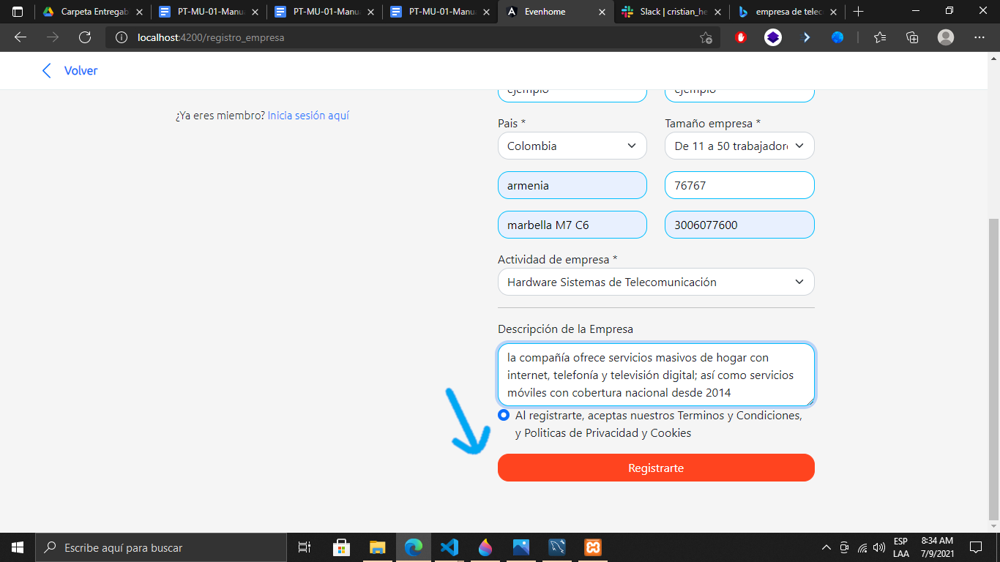 Carpeta Entregab
PT-MU-01-Manu
PT-MU-01-Manu
PT-MU-01-Manu
Evenhome
Slack | cristian_he
empresa de telec
localhost:4200/registro_empresa
Volver
ejemplo ejemplo
¿Ya eres miembro? Inicia sesión aquí
Pais * Tamaño empresa *
Colombia De 11 a 50 trabajador
armenia 76767
marbella M7 C6 3006077600
Actividad de empresa *
Hardware Sistemas de Telecomunicación
Descripción de la Empresa
la compañía ofrece servicios masivos de hogar con
internet, telefonía y televisión digital; así como servicios
móviles con cobertura nacional desde 2014
Al registrarte, aceptas nuestros Terminos y Condiciones,
y Politicas de Privacidad y Cookies
Registrarte
Escribe aquí para buscar
ESP
LAA
8:34 AM
7/9/2021